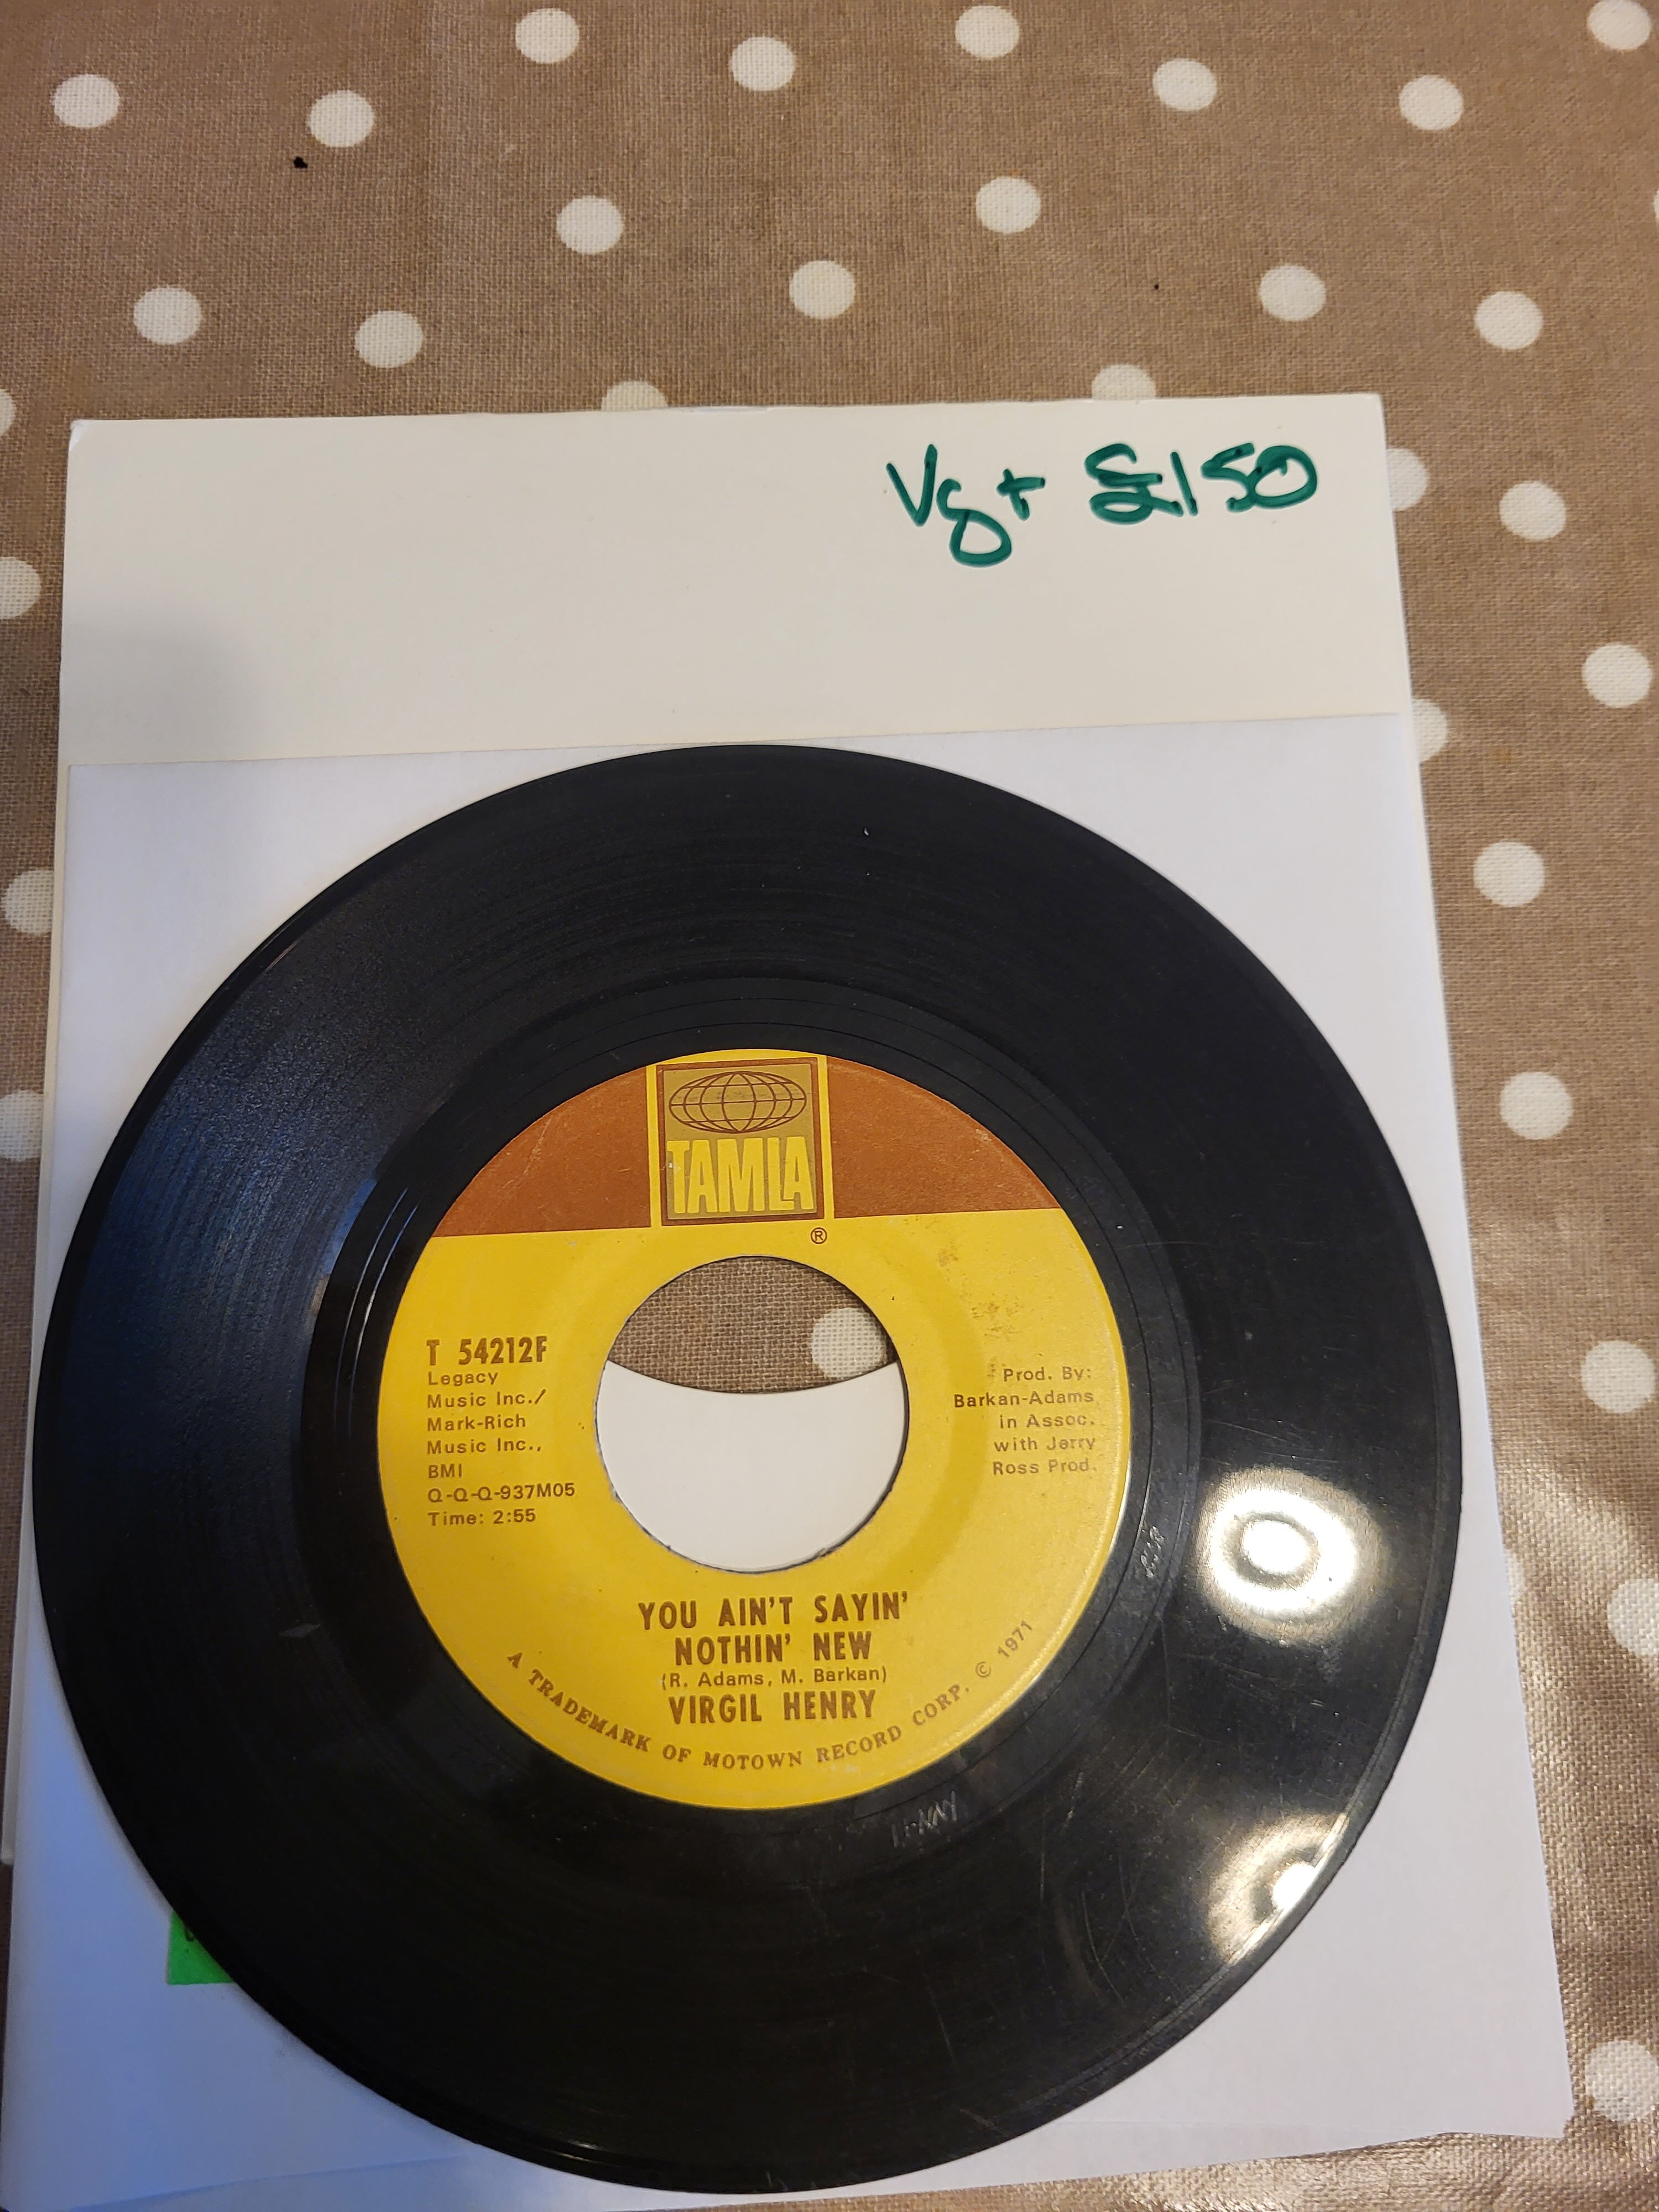 Vg+ £150
TAMLA
®
T 54212F
Legacy
Music Inc./
Mark-Rich
Music Inc.,
BMI
Q-Q-Q-937M05
Time: 2:55
Prod. By:
Barkan-Adams
in Assoc.
with Jerry
Ross Prod.
YOU AIN'T SAYIN'
NOTHIN' NEW
(R. Adams, M. Barkan)
VIRGIL HENRY
A TRADEMARK OF MOTOWN RECORD CORP. © 1971